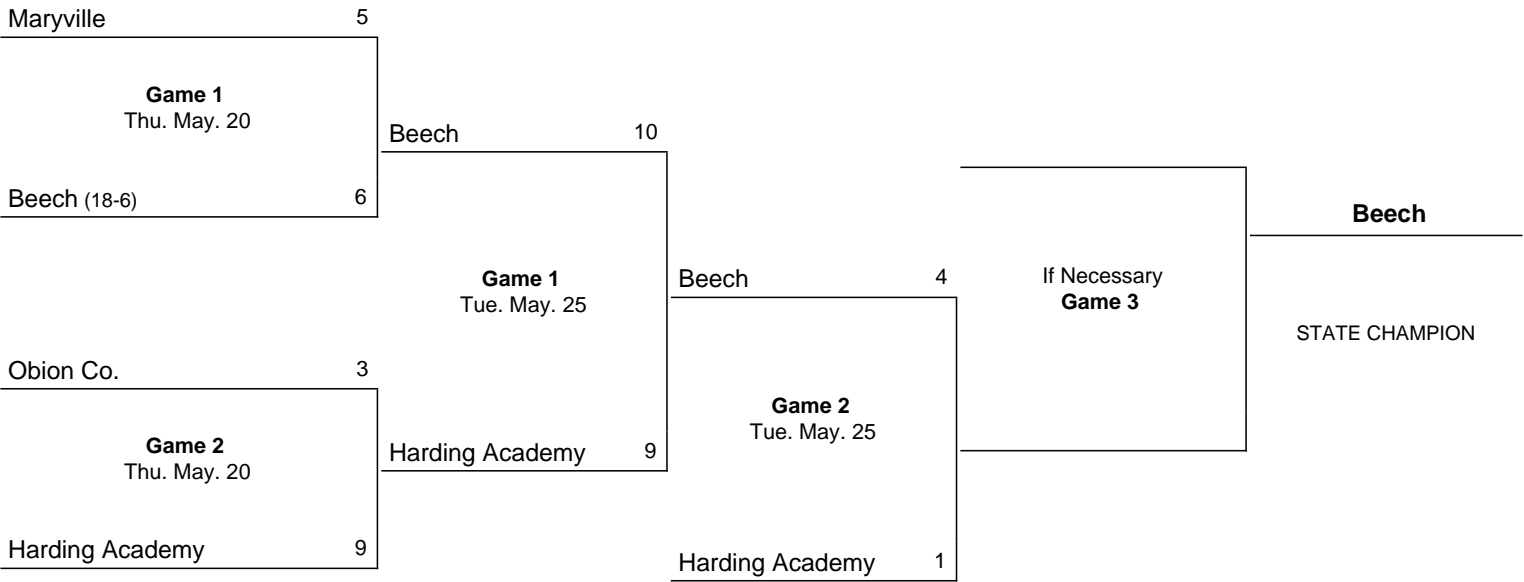 Maryville 5
Game 1
Thu. May. 20
Beech (18-6) 6
Obion Co. 3
Game 2
Thu. May. 20
Harding Academy 9
Beech 10
Game 1
Tue. May. 25
Harding Academy 9
Beech 4
Game 2
Tue. May. 25
Harding Academy 1
If Necessary
Game 3
Beech
STATE CHAMPION